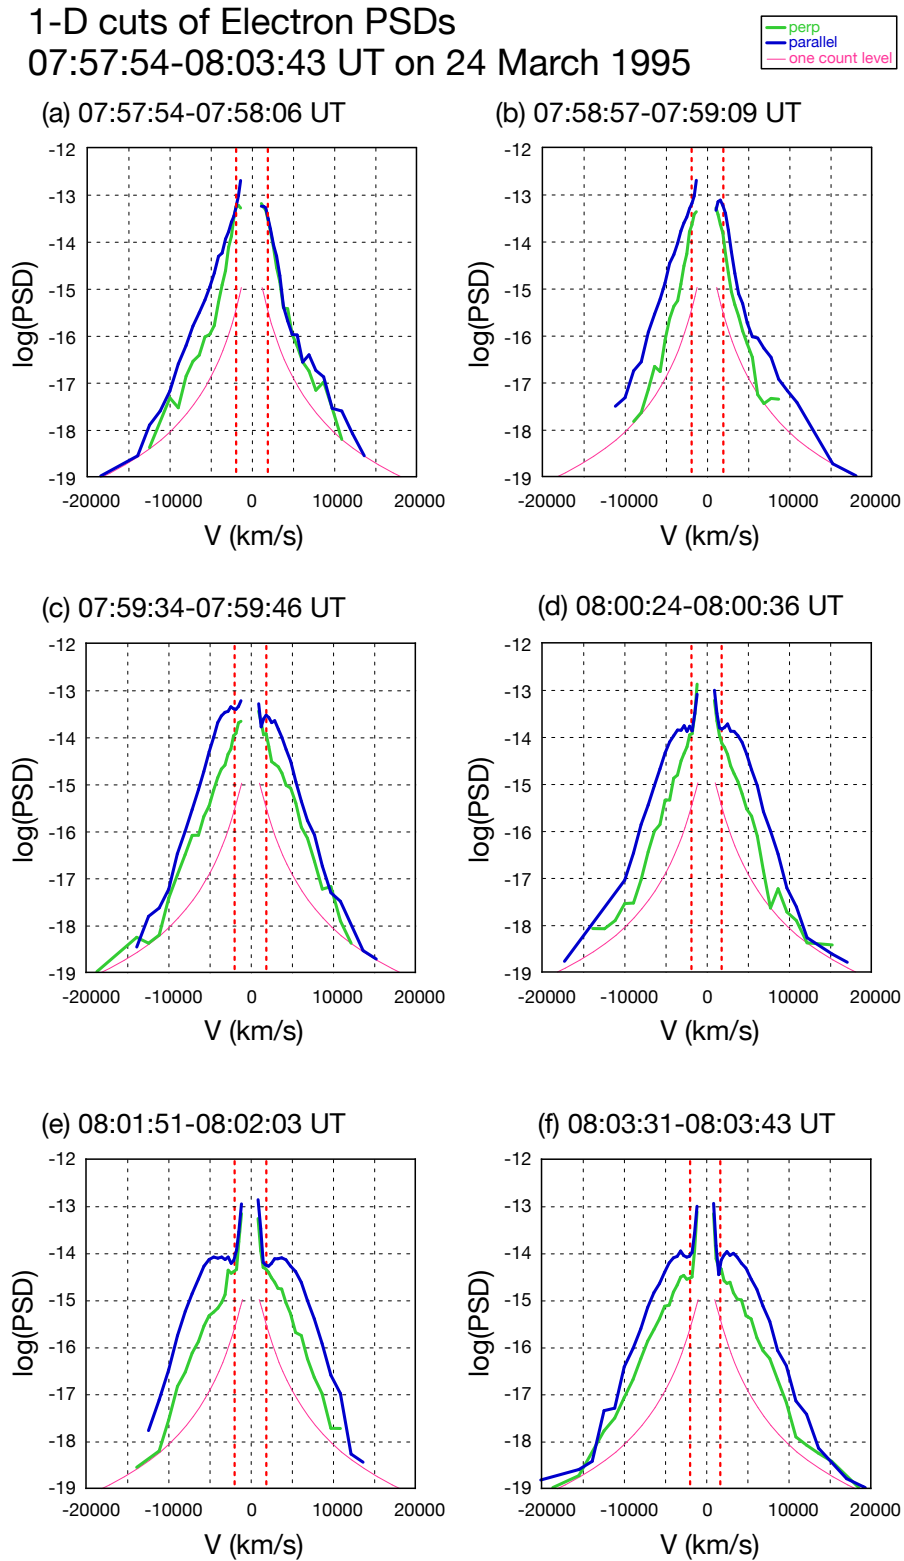 1-D cuts of Electron PSDs
07:57:54-08:03:43 UT on 24 March 1995
perp
parallel
one count level
(a) 07:57:54-07:58:06 UT
-12
-13
-14
-15
-16
-17
-18
-19
log(PSD)
-20000 -10000 0 10000 20000
V (km/s)
(b) 07:58:57-07:59:09 UT
-12
-13
-14
-15
-16
-17
-18
-19
log(PSD)
-20000 -10000 0 10000 20000
V (km/s)
(c) 07:59:34-07:59:46 UT
-12
-13
-14
-15
-16
-17
-18
-19
log(PSD)
-20000 -10000 0 10000 20000
V (km/s)
(d) 08:00:24-08:00:36 UT
-12
-13
-14
-15
-16
-17
-18
-19
log(PSD)
-20000 -10000 0 10000 20000
V (km/s)
(e) 08:01:51-08:02:03 UT
-12
-13
-14
-15
-16
-17
-18
-19
log(PSD)
-20000 -10000 0 10000 20000
V (km/s)
(f) 08:03:31-08:03:43 UT
-12
-13
-14
-15
-16
-17
-18
-19
log(PSD)
-20000 -10000 0 10000 20000
V (km/s)